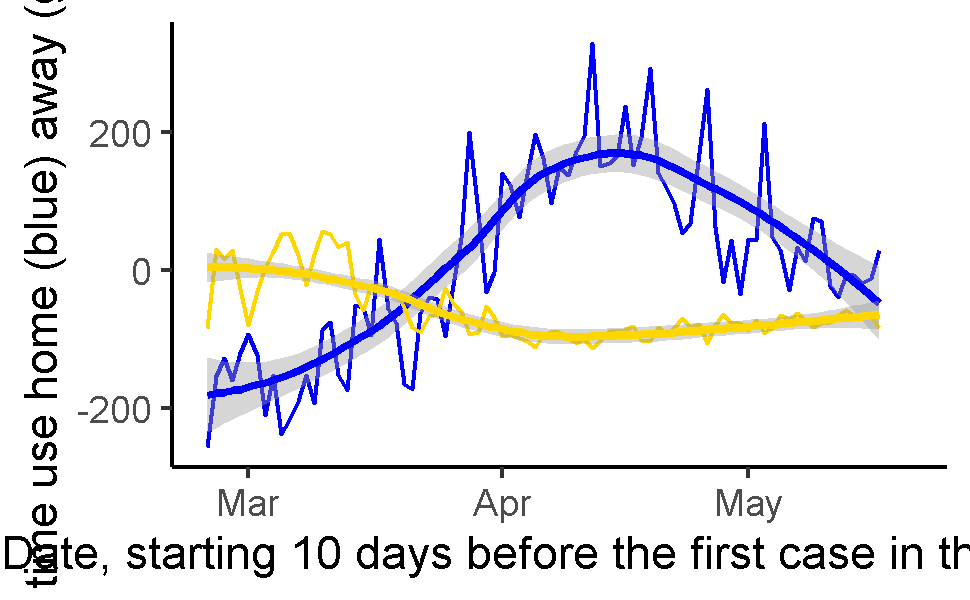 time use home (blue) away (
200
0
-200
Mar Apr May
Date, starting 10 days before the first case in th